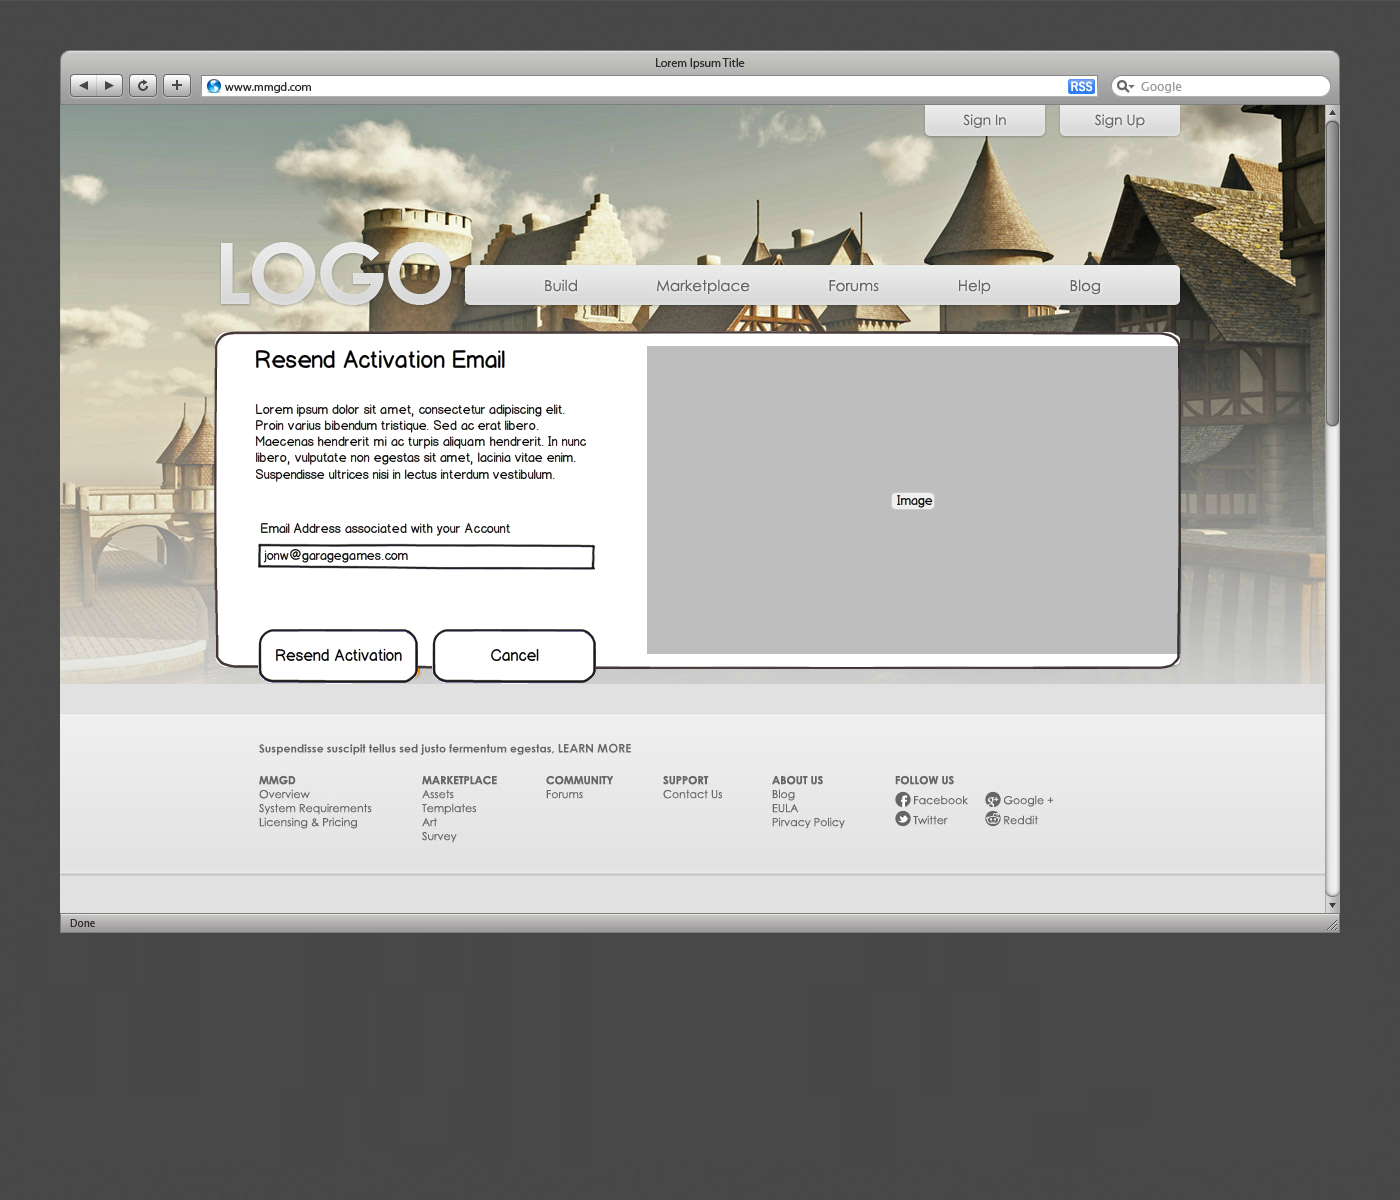 Lorem Ipsum Title
www.mmgd.com
RSS
Google
Sign In
Sign Up
LOGO
Build
Marketplace
Forums
Help
Blog
Resend Activation Email
Lorem ipsum dolor sit amet, consectetur adipiscing elit.
Proin varius bibendum tristique. Sed ac erat libero.
Maecenas hendrerit mi ac turpis aliquam hendrerit. In nunc
libero, vulputate non egestas sit amet, lacinia vitae enim.
Suspendisse ultrices nisi in lectus interdum vestibulum.
Image
Email Address associated with your Account
jonw@garagegames.com
Resend Activation
Cancel
Suspendisse suscipit tellus sed justo fermentum egestas, LEARN MORE
MMGD
Overview
System Requirements
Licensing & Pricing
MARKETPLACE
Assets
Templates
Art
Survey
COMMUNITY
Forums
SUPPORT
Contact Us
ABOUT US
Blog
EULA
Pirvacy Policy
FOLLOW US
Facebook
Google +
Twitter
Reddit
Done